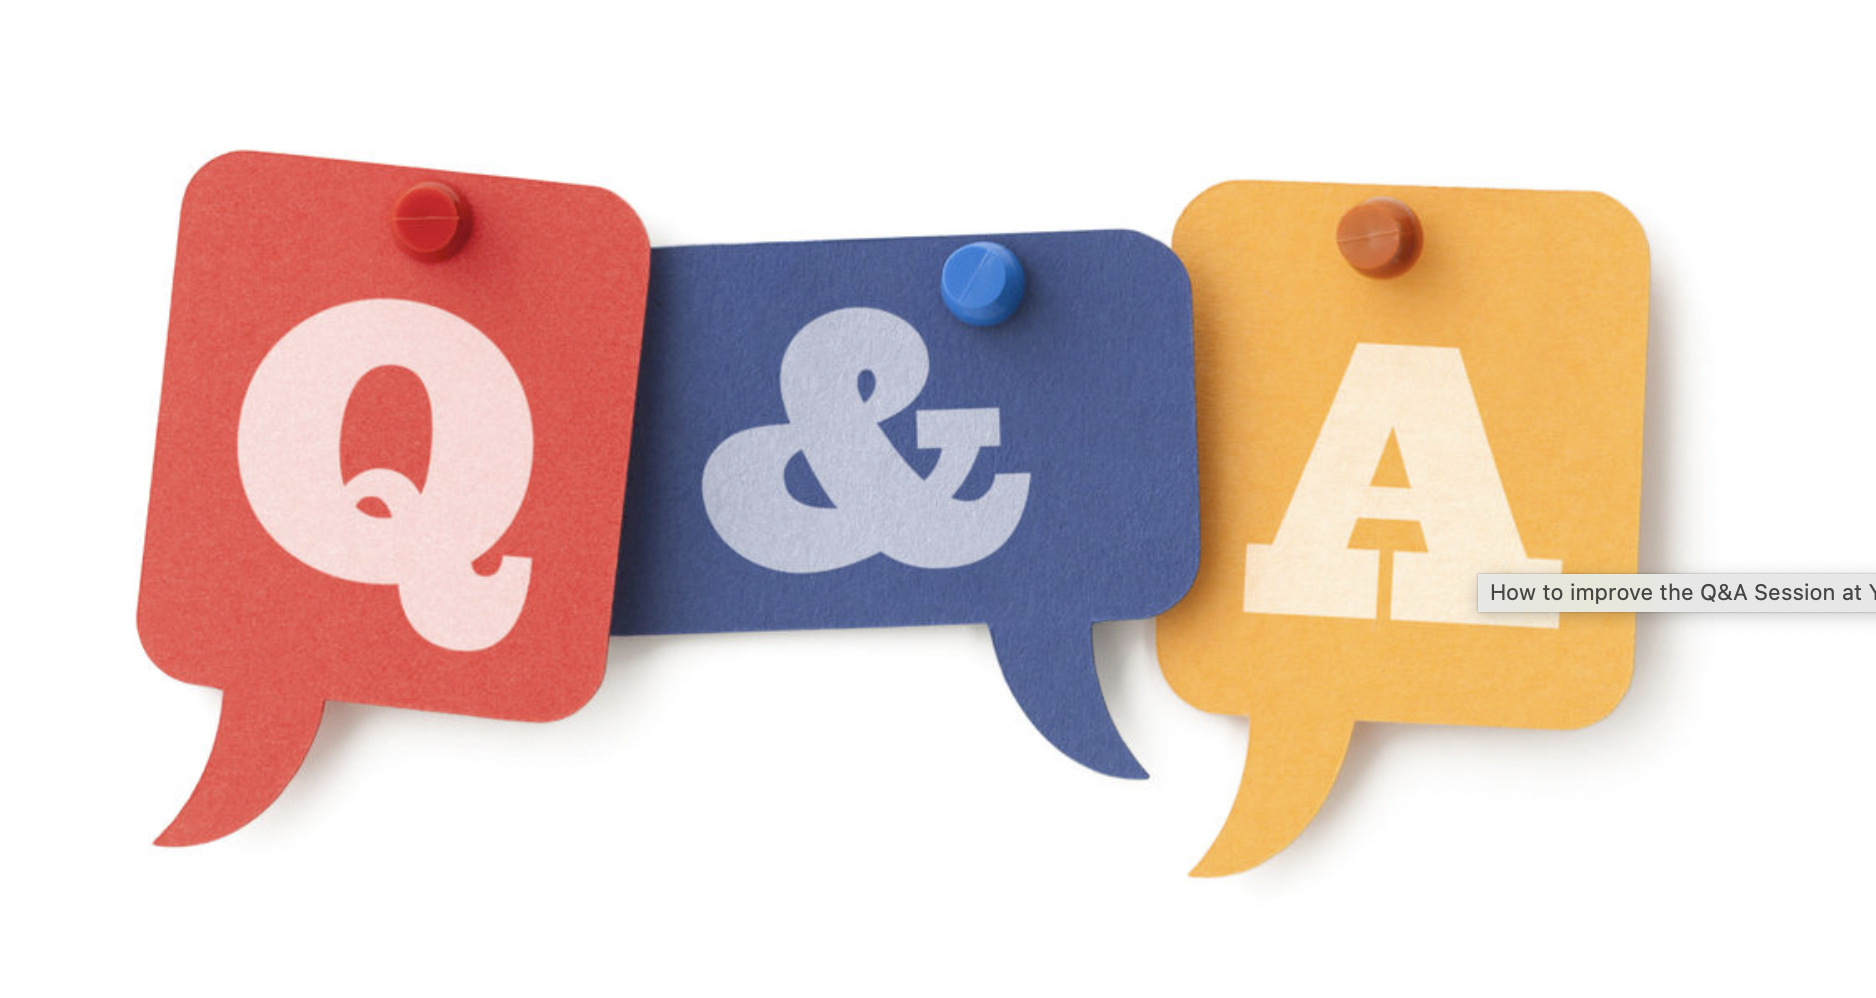 Q & A
How to improve the Q&A Session at